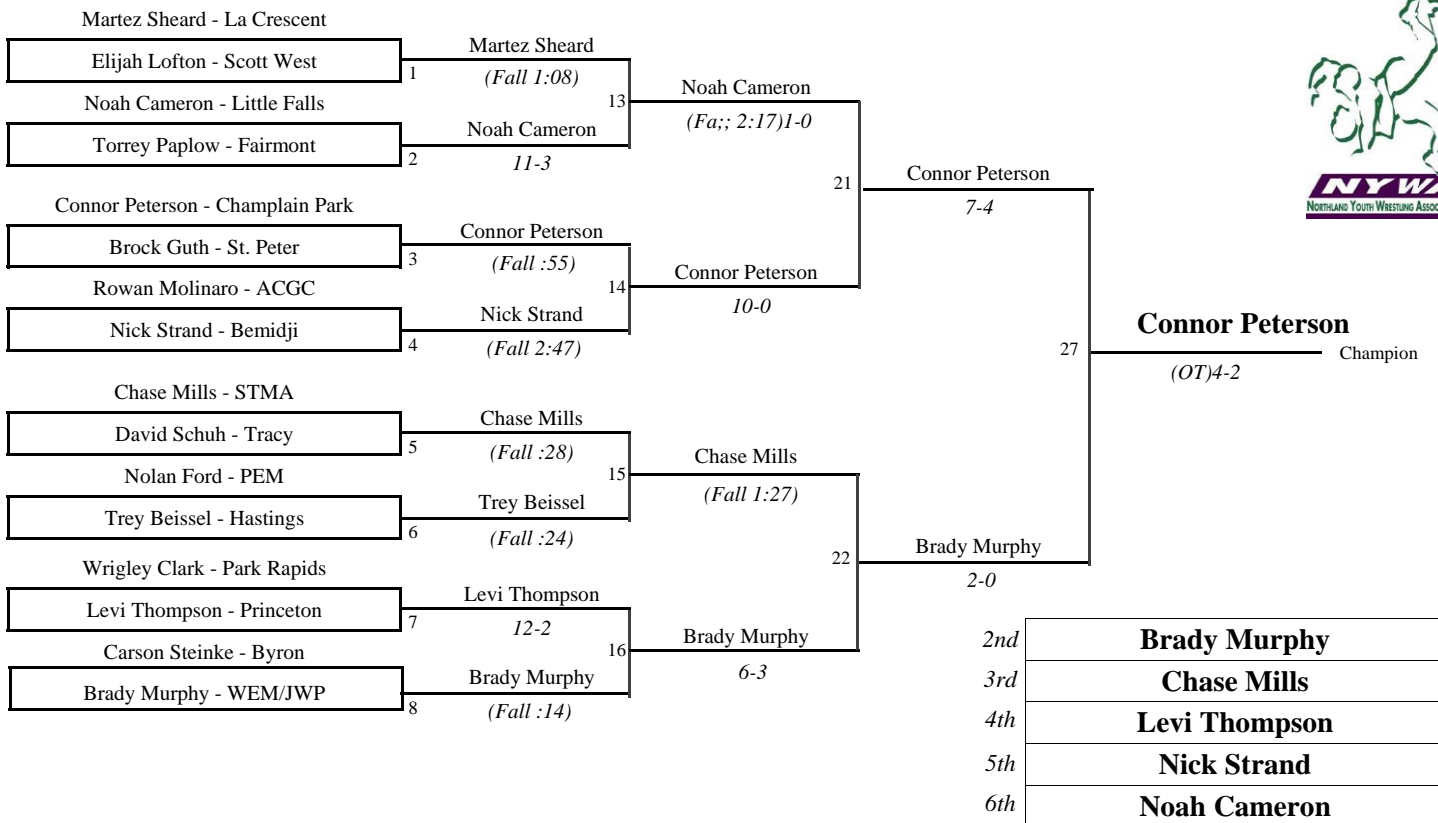 Martez Sheard - La Crescent
Elijah Lofton - Scott West
1
Noah Cameron - Little Falls
Torrey Paplow - Fairmont
2
Connor Peterson - Champlain Park
Brock Guth - St. Peter
3
Rowan Molinaro - ACGC
Nick Strand - Bemidji
4
Chase Mills - STMA
David Schuh - Tracy
5
Nolan Ford - PEM
Trey Beissel - Hastings
6
Wrigley Clark - Park Rapids
Levi Thompson - Princeton
7
Carson Steinke - Byron
Brady Murphy - WEM/JWP
8
Martez Sheard
(Fall 1:08)
13
Noah Cameron
11-3
Connor Peterson
(Fall :55)
14
Nick Strand
(Fall 2:47)
Chase Mills
(Fall :28)
15
Trey Beissel
(Fall :24)
Levi Thompson
12-2
16
Brady Murphy
(Fall :14)
Noah Cameron
(Fa;; 2:17)1-0
21
Connor Peterson
10-0
Chase Mills
(Fall 1:27)
22
Brady Murphy
6-3
Connor Peterson
7-4
27
Brady Murphy
2-0
Connor Peterson
Champion
(OT)4-2
2nd Brady Murphy
3rd Chase Mills
4th Levi Thompson
5th Nick Strand
6th Noah Cameron
NYWA
NORTHLAND YOUTH WRESTLING ASSOC